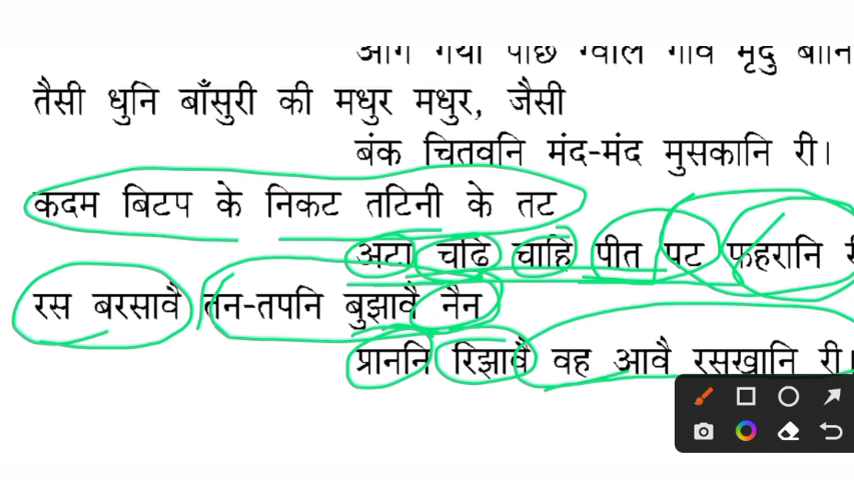 आगे गैयाँ पाछे ग्वाल गावै मृदु बानि
तैसी धुनि बाँसुरी की मधुर मधुर, जैसी
बंक चितवनि मंद-मंद मुसकानि री।
कदम बिटप के निकट तटिनी के तट
अटा चढि चाहि पीत पट फहरानि री
रस बरसावै तन-तपनि बुझावै नैन
प्राननि रिझावै वह आवै रसखानि री।